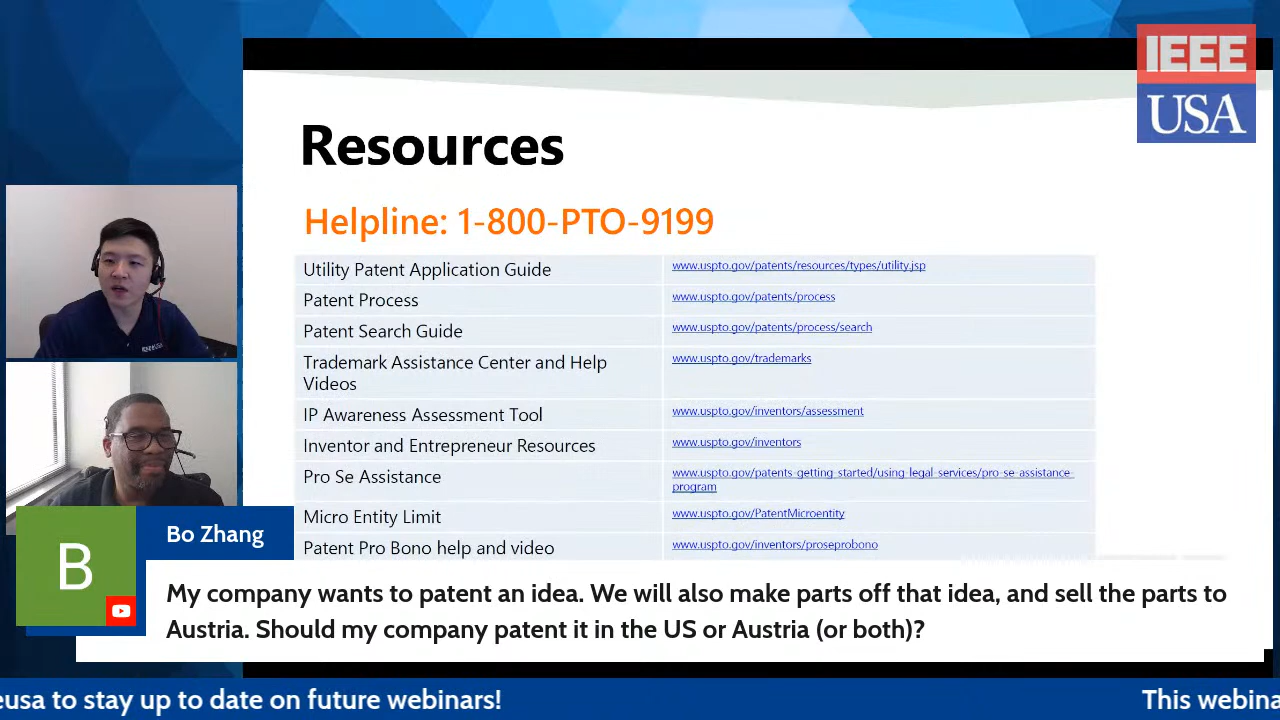 IEEE
USA
Resources
Helpline: 1-800-PTO-9199
Utility Patent Application Guide
www.uspto.gov/patents/resources/types/utility.jsp
Patent Process
www.uspto.gov/patents/process
Patent Search Guide
www.uspto.gov/patents/process/search
Trademark Assistance Center and Help
Videos
www.uspto.gov/trademarks
IP Awareness Assessment Tool
www.uspto.gov/inventors/assessment
Inventor and Entrepreneur Resources
www.uspto.gov/inventors
Pro Se Assistance
www.uspto.gov/patents-getting_started/using-legal-services/pro-se-assistance-
program
Micro Entity Limit
www.uspto.gov/PatentMicroentity
Patent Pro Bono help and video
www.uspto.gov/inventors/proseprobono
B
Bo Zhang
My company wants to patent an idea. We will also make parts off that idea, and sell the parts to
Austria. Should my company patent it in the US or Austria (or both)?
eusa to stay up to date on future webinars!
This webina